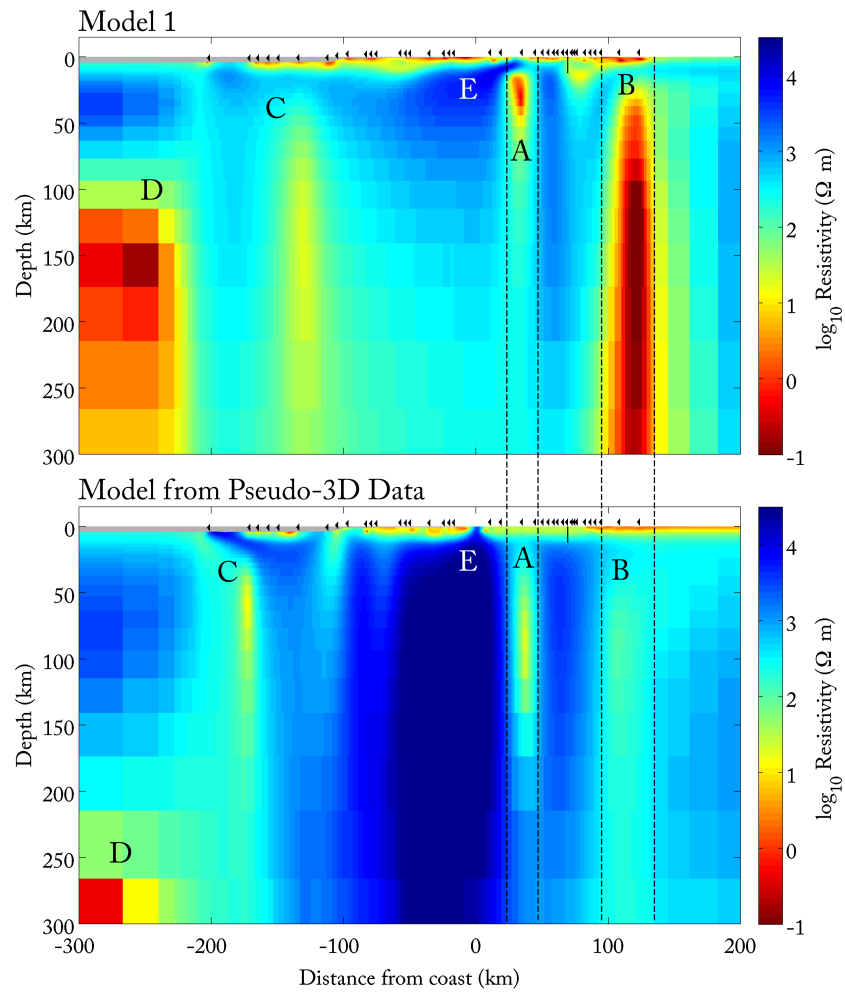 Model 1
0
50
100
150
200
250
300
Depth (km)
A
B
C
D
E
4
3
2
1
0
-1
log10 Resistivity (Ω m)
Model from Pseudo-3D Data
0
50
100
150
200
250
300
Depth (km)
A
B
C
D
E
-300
-200
-100
0
100
200
Distance from coast (km)
4
3
2
1
0
-1
log10 Resistivity (Ω m)